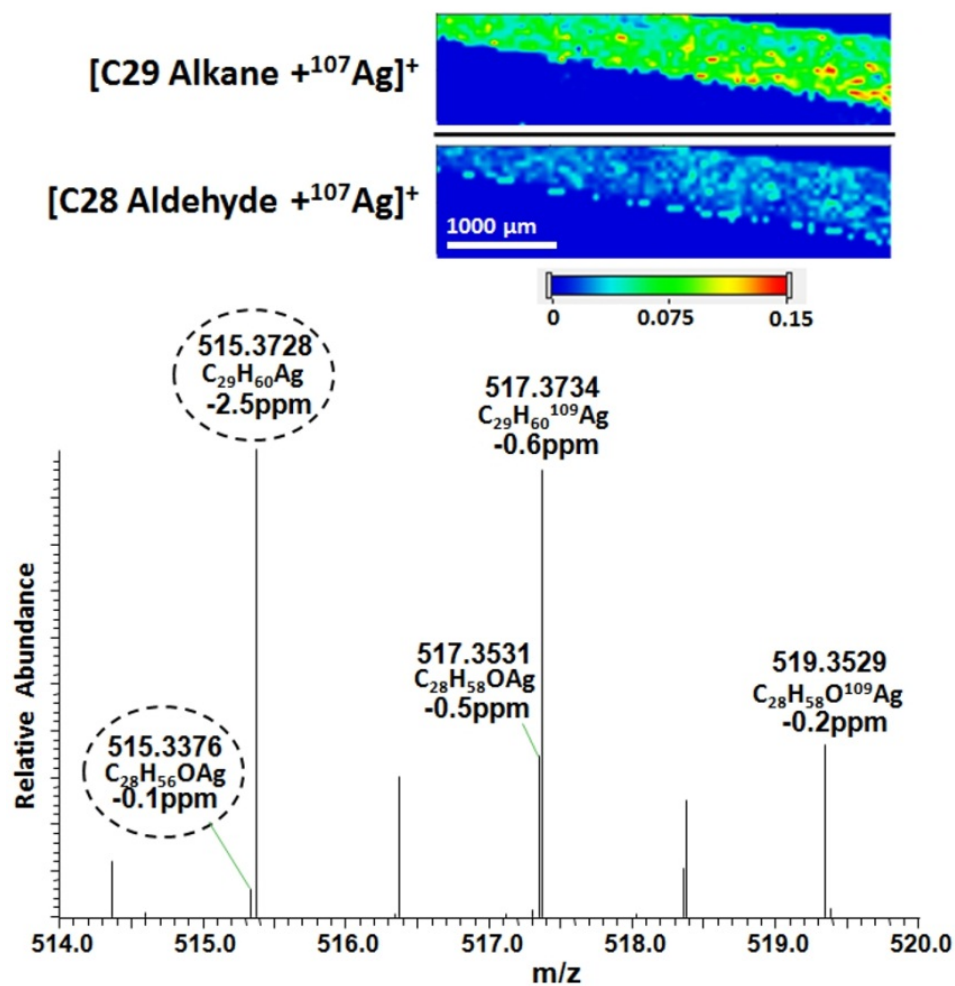 [C29 Alkane +¹⁰⁷Ag]⁺
[C28 Aldehyde +¹⁰⁷Ag]⁺
1000 µm
0 0.075 0.15
515.3728
C₂₉H₆₀Ag
-2.5ppm
517.3734
C₂₉H₆₀¹⁰⁹Ag
-0.6ppm
517.3531
C₂₈H₅₈OAg
-0.5ppm
519.3529
C₂₈H₅₈O¹⁰⁹Ag
-0.2ppm
515.3376
C₂₈H₅₆OAg
-0.1ppm
Relative Abundance
514.0 515.0 516.0 517.0 518.0 519.0 520.0
m/z